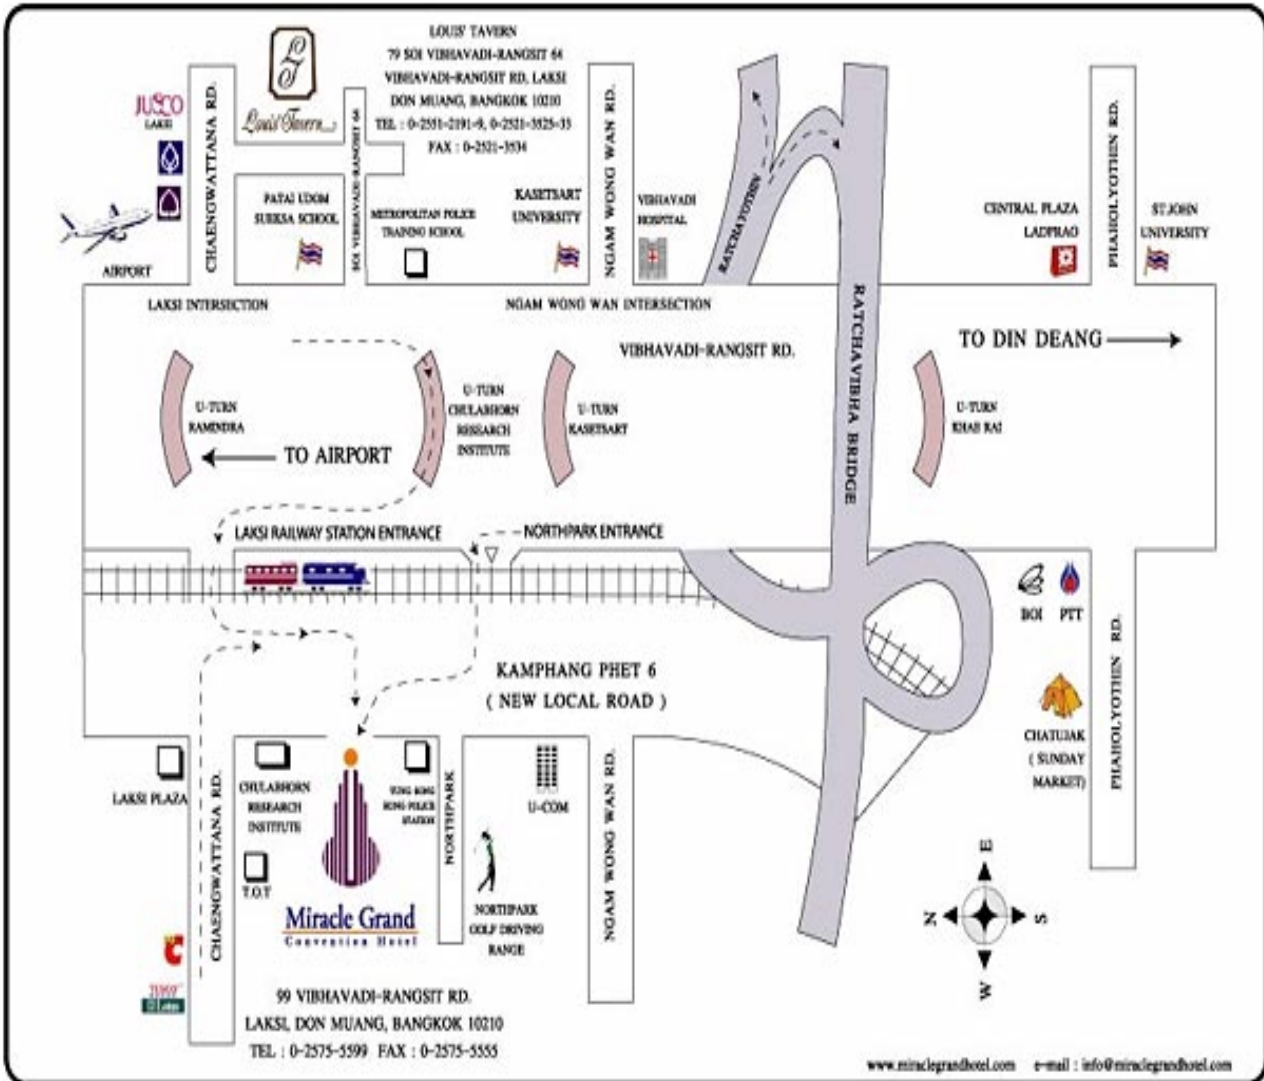 LOUIS' TAVERN
79 SOI VIBHAVADI-RANGSIT 64
VIBHAVADI-RANGSIT RD, LAKSI
DON MUANG, BANGKOK 10210
TEL : 0-2551-2191-9, 0-2521-3525-33
FAX : 0-2521-3534
JUSCO
LAKSI
Louis' Tavern
CHAENGWATTANA RD.
SOI VIBHAVADI-RANGSIT 64
NGAM WONG WAN RD.
RATCHAYOTHIN
PHAHOLYOTHEN RD.
AIRPORT
PATAI UDOM
SUEKSA SCHOOL
METROPOLITAN POLICE
TRAINING SCHOOL
KASETSART
UNIVERSITY
VIBHAVADI
HOSPITAL
CENTRAL PLAZA
LADPRAO
ST.JOHN
UNIVERSITY
LAKSI INTERSECTION
NGAM WONG WAN INTERSECTION
VIBHAVADI-RANGSIT RD.
TO DIN DEANG
RATCHAVIBHA BRIDGE
U-TURN
RAMINDRA
U-TURN
CHULABHORN
RESEARCH
INSTITUTE
U-TURN
KASETSART
U-TURN
TO AIRPORT
LAKSI RAILWAY STATION ENTRANCE
NORTHPARK ENTRANCE
BOI
PTT
KAMPHANG PHET 6
( NEW LOCAL ROAD )
CHATUJAK
( SUNDAY
MARKET)
PHAHOLYOTHEN RD.
LAKSI PLAZA
CHAENGWATTANA RD.
CHULABHORN
RESEARCH
INSTITUTE
T.O.T
POLICE
STATION
NORTHPARK
U-COM
NGAM WONG WAN RD.
NORTHPARK
GOLF DRIVING
RANGE
Miracle Grand
Convention Hotel
C
Lotus
E
N
S
W
99 VIBHAVADI-RANGSIT RD.
LAKSI, DON MUANG, BANGKOK 10210
TEL : 0-2575-5599 FAX : 0-2575-5555
www.miraclegrandhotel.com e-mail : info@miraclegrandhotel.com